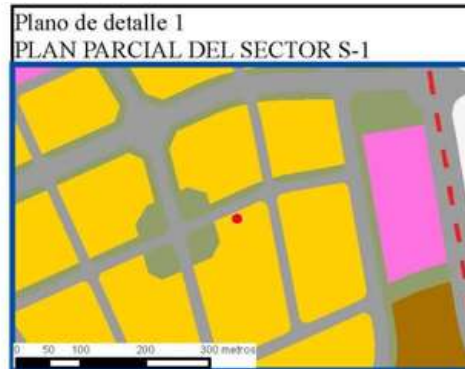 Plano de detalle 1
PLAN PARCIAL DEL SECTOR S-1
0 50 100 200 300 metros